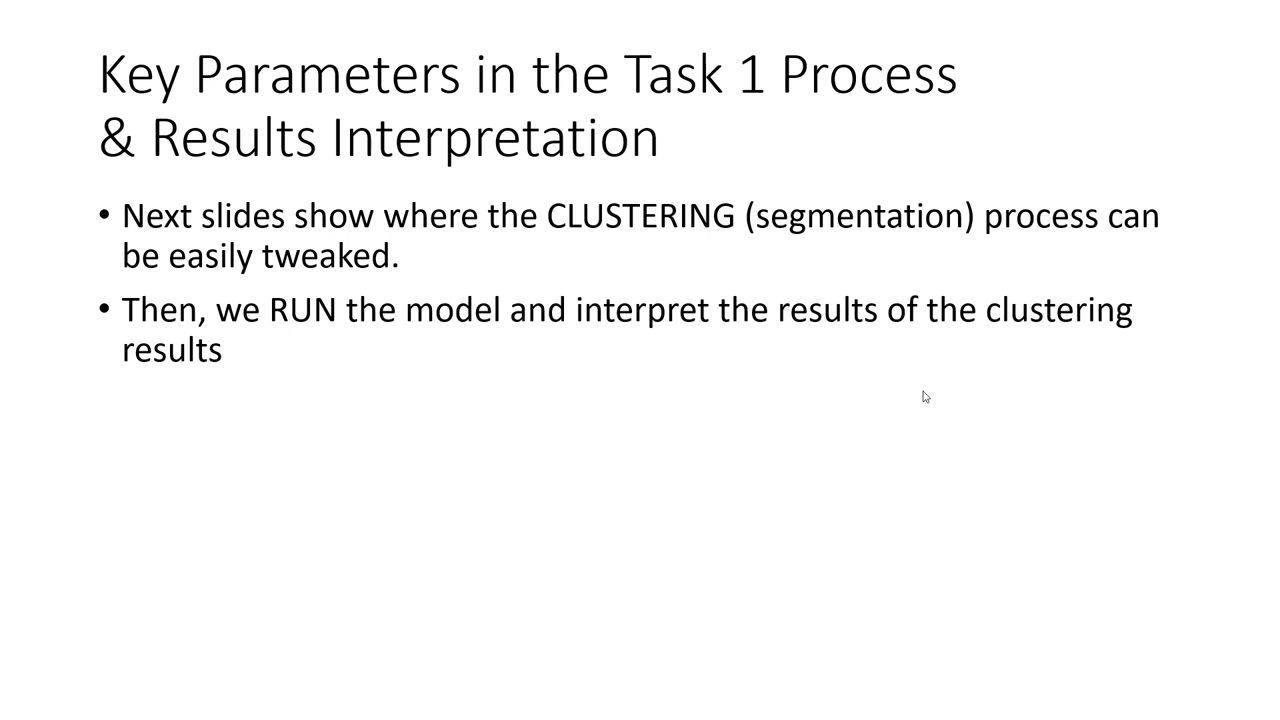 Key Parameters in the Task 1 Process
& Results Interpretation
• Next slides show where the CLUSTERING (segmentation) process can
be easily tweaked.
• Then, we RUN the model and interpret the results of the clustering
results